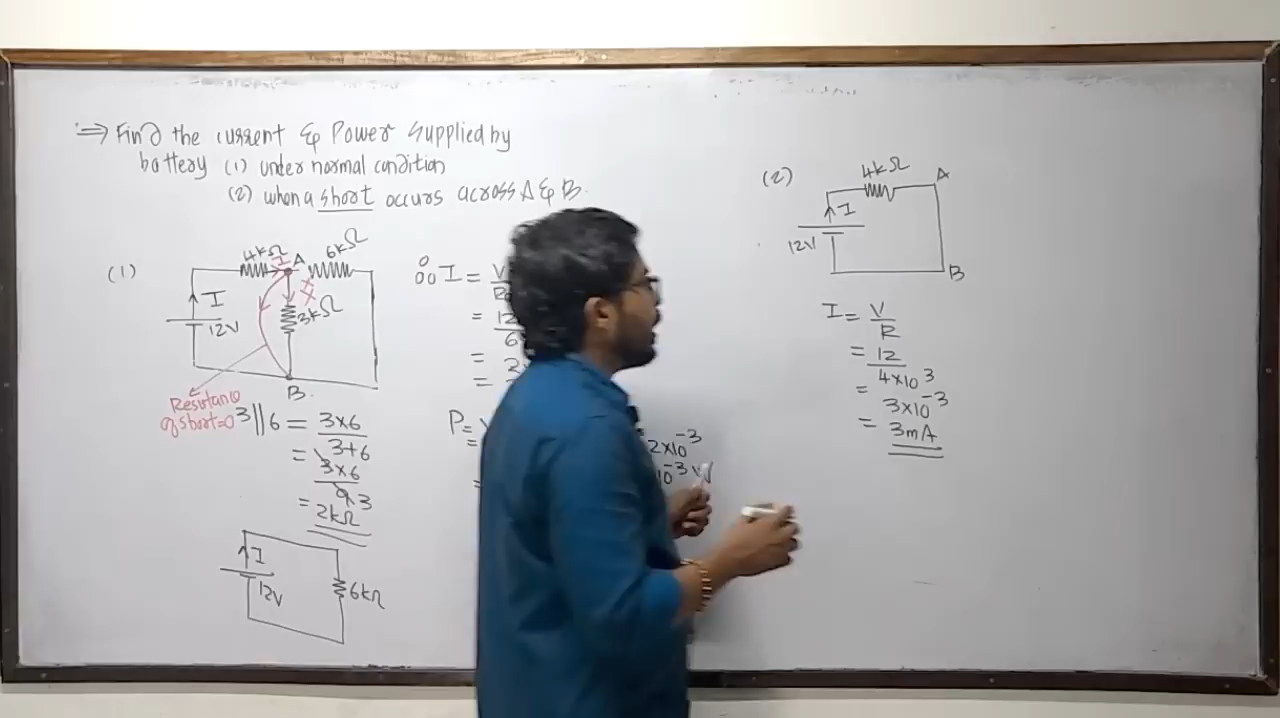 ⇒ Find the current & Power supplied by
battery (1) under normal condition
(2) when a short occurs across A & B.
(1)
4kΩ
I
A
6kΩ
I
12V
3kΩ
B
Resistance
of short=0
3||6 = 3×6
3+6
= 3×6
9 3
= 2kΩ
I
12V
6kΩ
∴ I = V
= 12
6
=
=
P =
=
=
2×10⁻³
10⁻³ W
(2)
4kΩ
A
I
12V
B
I = V
R
= 12
4×10³
= 3×10⁻³
= 3mA